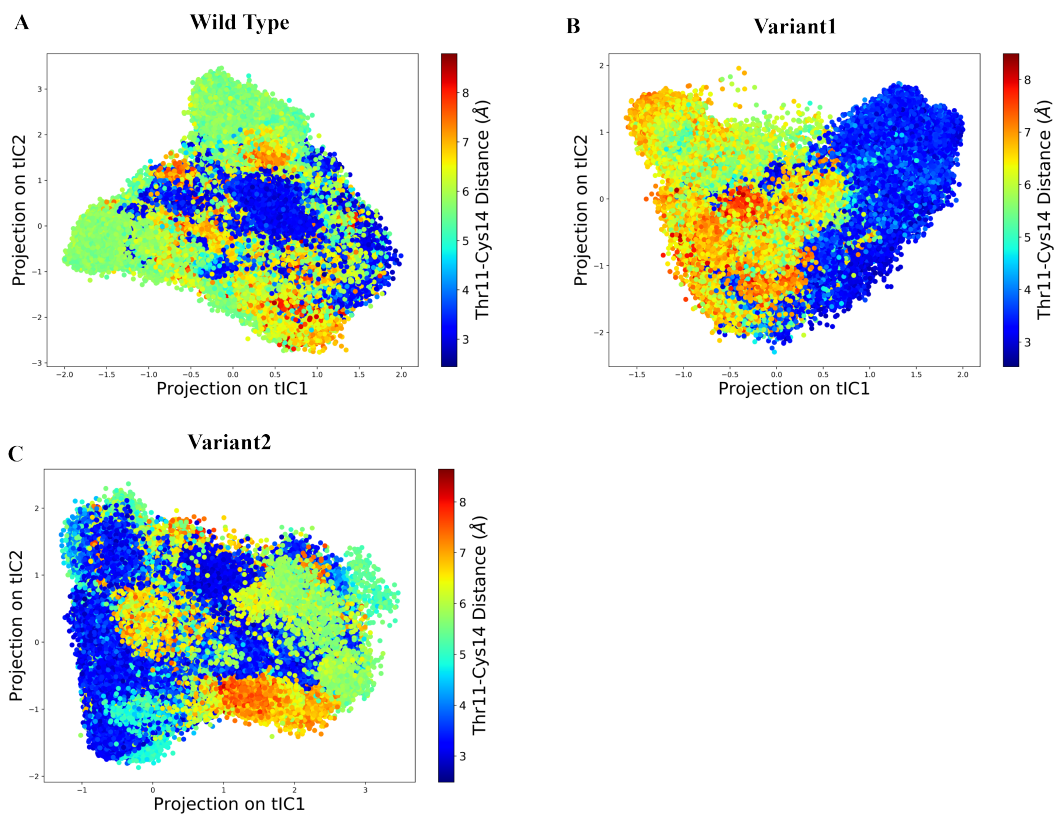 A
Wild Type
3
2
1
0
−1
−2
−3
Projection on tIC2
−2.0 −1.5 −1.0 −0.5 0.0 0.5 1.0 1.5 2.0
Projection on tIC1
8
7
6
5
4
3
Thr11-Cys14 Distance (Å)
B
Variant1
2
1
0
−1
−2
Projection on tIC2
−1.5 −1.0 −0.5 0.0 0.5 1.0 1.5 2.0
Projection on tIC1
8
7
6
5
4
3
Thr11-Cys14 Distance (Å)
C
Variant2
2
1
0
−1
−2
Projection on tIC2
−1 0 1 2 3
Projection on tIC1
8
7
6
5
4
3
Thr11-Cys14 Distance (Å)